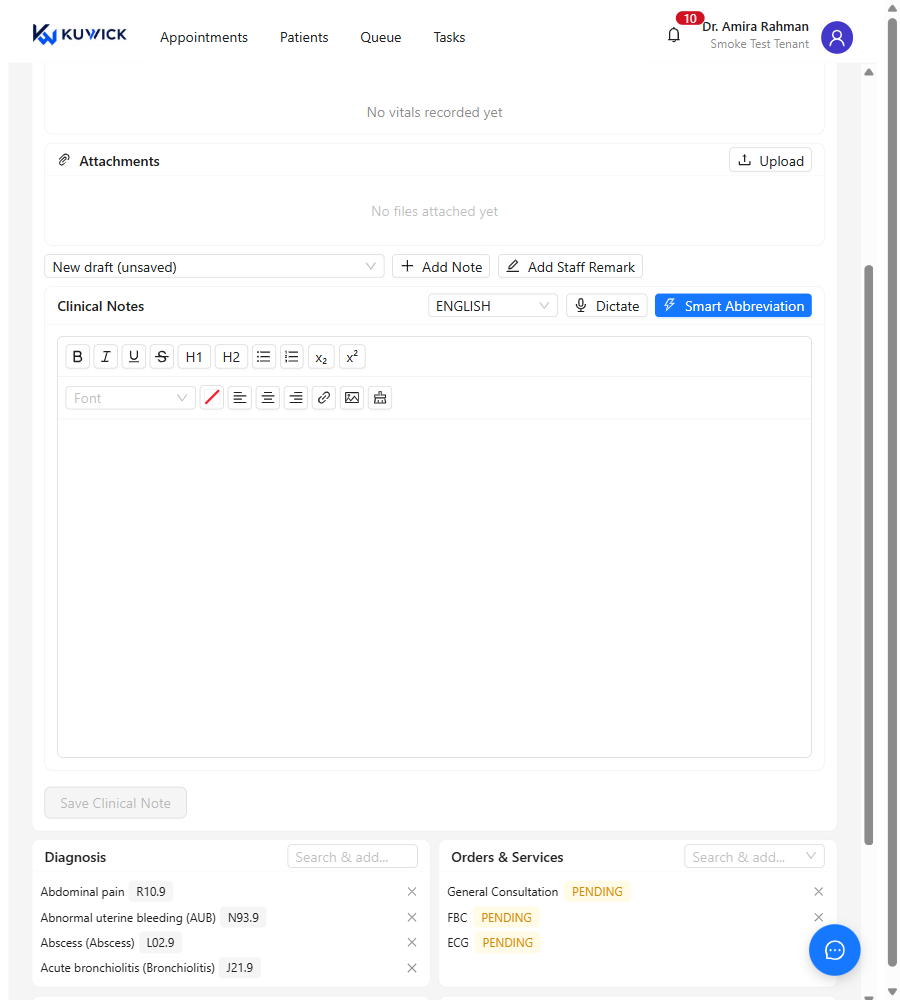 KUWICK Appointments Patients Queue Tasks 10 Dr. Amira Rahman
Smoke Test Tenant
No vitals recorded yet
Attachments Upload
No files attached yet
New draft (unsaved) Add Note Add Staff Remark
Clinical Notes ENGLISH Dictate Smart Abbreviation
B I U S H1 H2 x₂ x²
Font
Save Clinical Note
Diagnosis Search & add...
Abdominal pain R10.9
Abnormal uterine bleeding (AUB) N93.9
Abscess (Abscess) L02.9
Acute bronchiolitis (Bronchiolitis) J21.9
Orders & Services Search & add...
General Consultation PENDING
FBC PENDING
ECG PENDING